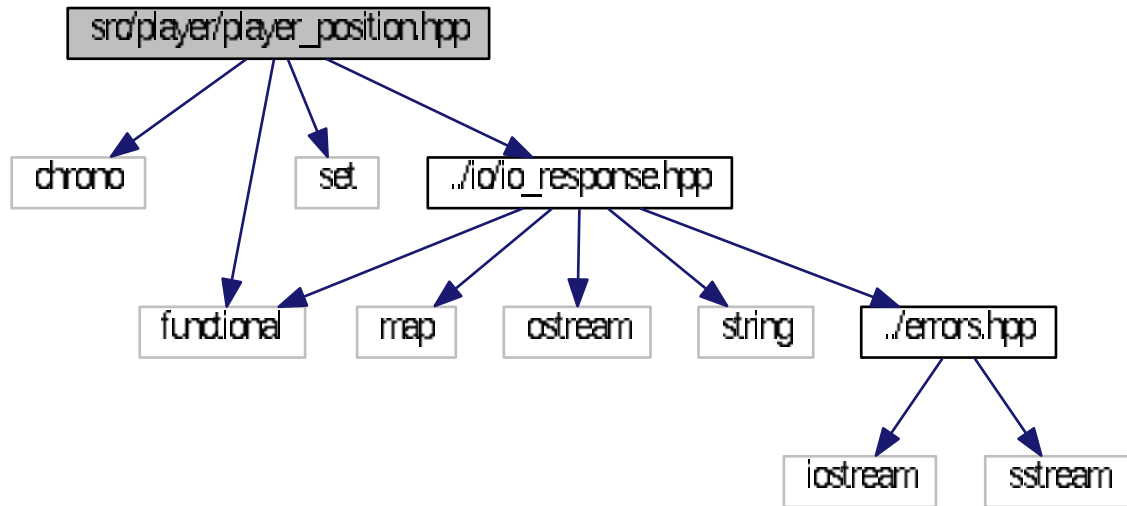 src/player/player_position.hpp
chrono
set
../io/io_response.hpp
functional
map
ostream
string
../errors.hpp
iostream
sstream